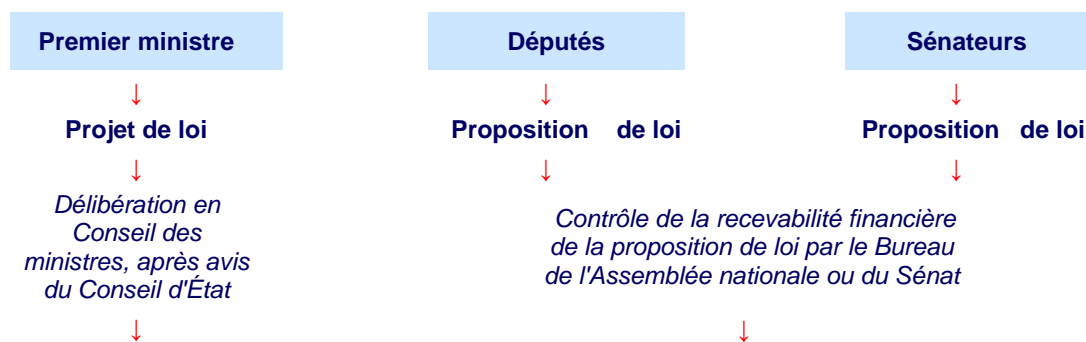 Premier ministre
Députés
Sénateurs
↓
↓
↓
Projet de loi
Proposition de loi
Proposition de loi
↓
↓
↓
Délibération en
Conseil des
ministres, après avis
du Conseil d'État
Contrôle de la recevabilité financière
de la proposition de loi par le Bureau
de l'Assemblée nationale ou du Sénat
↓
↓